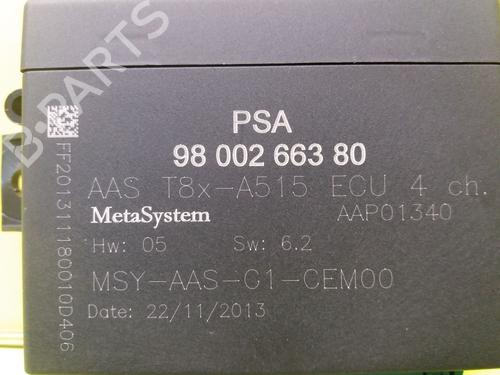 PSA
98 002 663 80
AAS T8x-A515 ECU 4 ch.
MetaSystem AAP01340
Hw: 05 Sw: 6.2
MSY-AAS-G1-CEM00
Date: 22/11/2013
FF20131118001OD406
B-PARTS